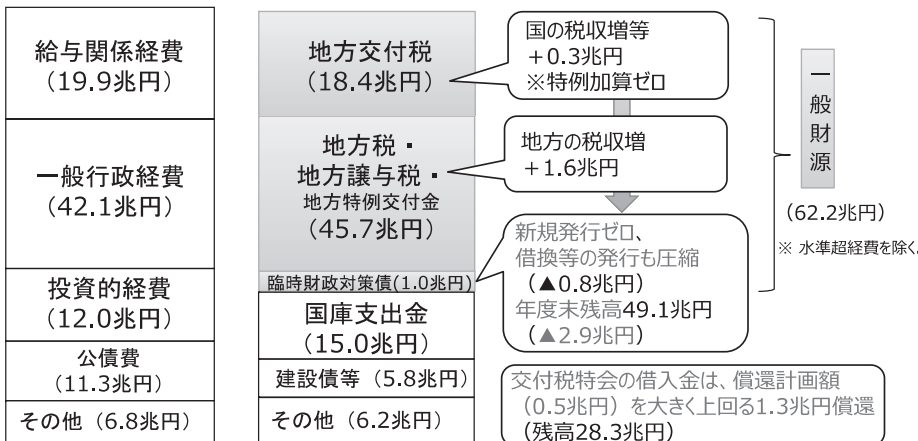 給与関係経費
(19.9兆円)
一般行政経費
(42.1兆円)
投資的経費
(12.0兆円)
公債費
(11.3兆円)
その他（6.8兆円）
地方交付税
(18.4兆円)
地方税・
地方譲与税・
地方特例交付金
(45.7兆円)
臨時財政対策債(1.0兆円)
国庫支出金
(15.0兆円)
建設債等（5.8兆円）
その他（6.2兆円）
国の税収増等
+0.3兆円
※特例加算ゼロ
地方の税収増
+1.6兆円
新規発行ゼロ、
借換等の発行も圧縮
（▲0.8兆円）
年度末残高49.1兆円
（▲2.9兆円）
交付税特会の借入金は、償還計画額
（0.5兆円）を大きく上回る1.3兆円償還
（残高28.3兆円）
一般財源
(62.2兆円)
※ 水準超経費を除く。